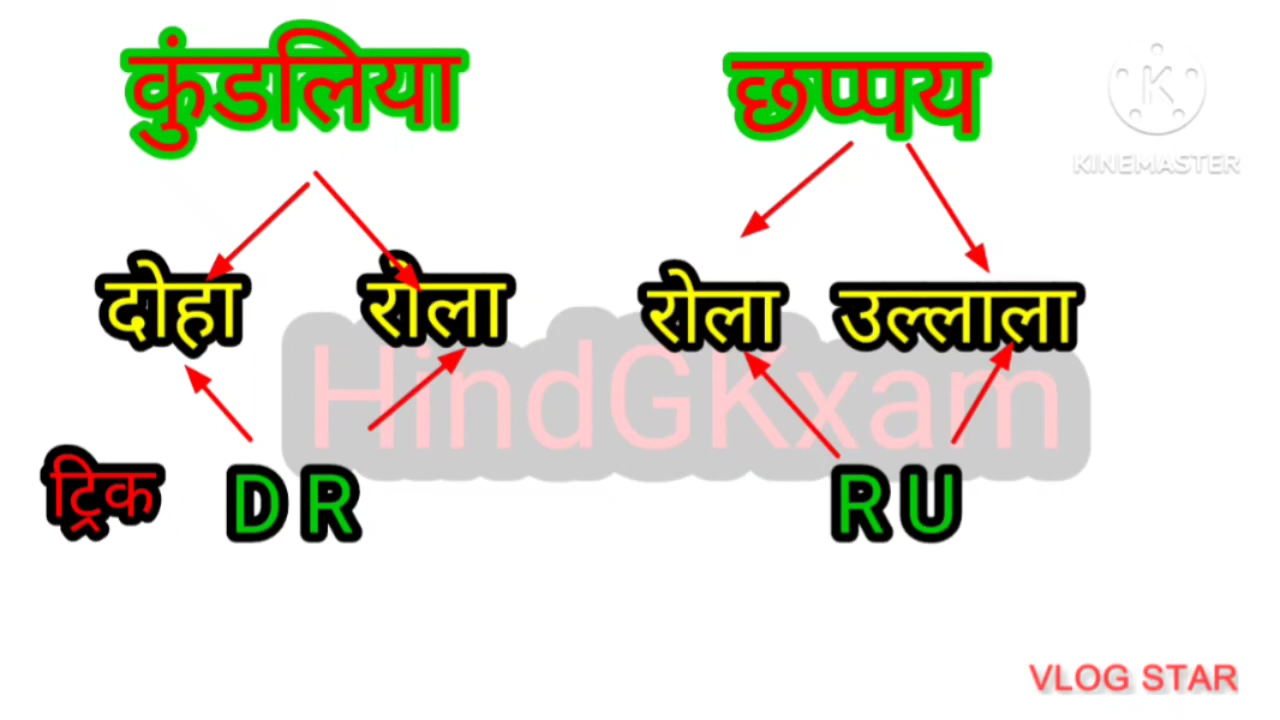 कुंडलिया छप्पय
KINEMASTER
दोहा रोला रोला उल्लाला
HindGKxam
ट्रिक D R R U
VLOG STAR